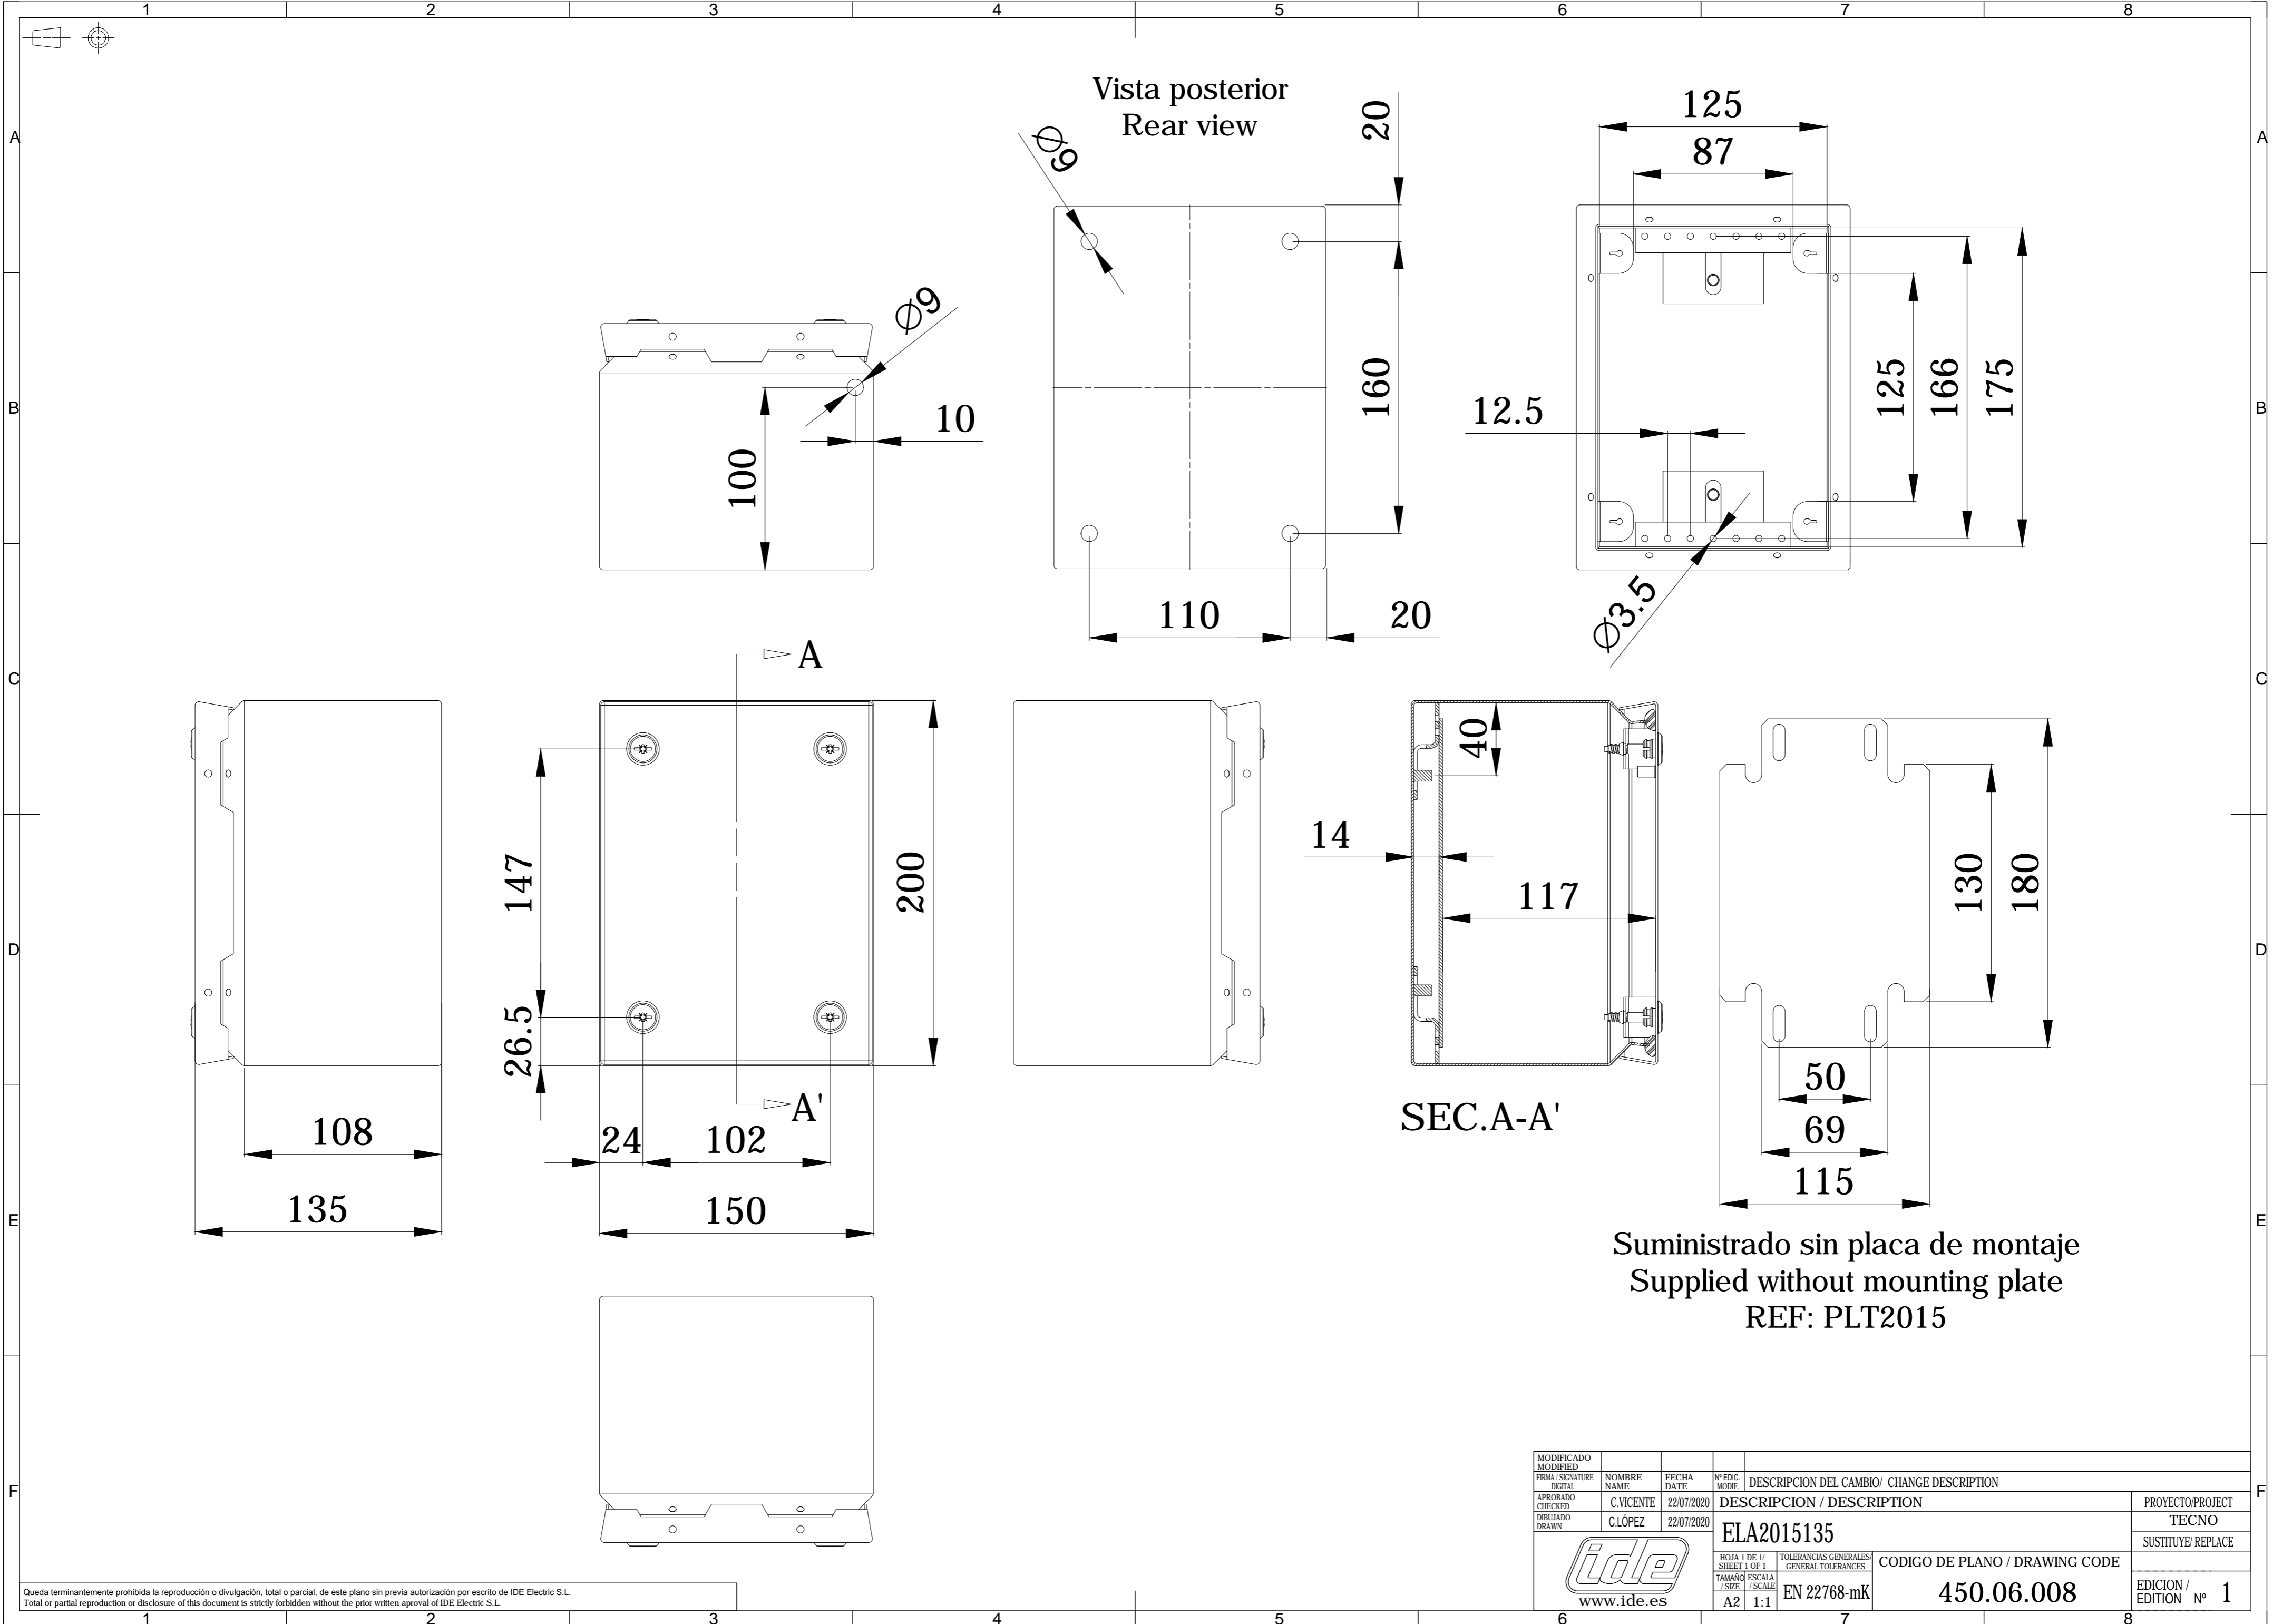 1 2 3 4 5 6 7 8
A A
B B
C C
D D
E E
F F
Vista posterior
Rear view
Ø9
20
160
110
20
Ø9
10
100
125
87
12.5
125
166
175
Ø3.5
A
A'
147
26.5
200
24
102
150
108
135
40
14
117
SEC.A-A'
130
180
50
69
115
Suministrado sin placa de montaje
Supplied without mounting plate
REF: PLT2015
MODIFICADO
MODIFIED
FIRMA / SIGNATURE
DIGITAL
NOMBRE
NAME
FECHA
DATE
Nº EDIC.
MODIF.
DESCRIPCION DEL CAMBIO/ CHANGE DESCRIPTION
APROBADO
CHECKED
C.VICENTE
22/07/2020
DESCRIPCION / DESCRIPTION
PROYECTO/PROJECT
DIBUJADO
DRAWN
C.LÓPEZ
22/07/2020
ELA2015135
TECNO
SUSTITUYE/ REPLACE
ide
www.ide.es
HOJA 1 DE 1/
SHEET 1 OF 1
TOLERANCIAS GENERALES/
GENERAL TOLERANCES
CODIGO DE PLANO / DRAWING CODE
TAMAÑO
/ SIZE
ESCALA
/ SCALE
A2
1:1
EN 22768-mK
450.06.008
EDICION /
EDITION Nº 1
Queda terminantemente prohibida la reproducción o divulgación, total o parcial, de este plano sin previa autorización por escrito de IDE Electric S.L.
Total or partial reproduction or disclosure of this document is strictly forbidden without the prior written aproval of IDE Electric S.L.
1 2 3 4 5 6 7 8